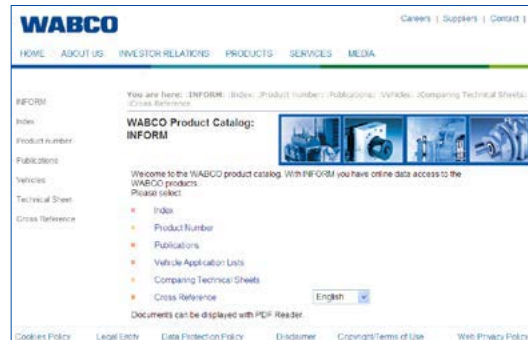 WABCO
Careers | Suppliers | Contact |
HOME ABOUT US INVESTOR RELATIONS PRODUCTS SERVICES MEDIA
You are here: :INFORM: :Index: :Product number: :Publications: :Vehicles: :Comparing Technical Sheets:
:Cross Reference
INFORM
Index
Product number
Publications
Vehicles
Technical Sheet
Cross Reference
WABCO Product Catalog:
INFORM
Welcome to the WABCO product catalog. With INFORM you have online data access to the
WABCO products.
Please select
Index
Product Number
Publications
Vehicle Application Lists
Comparing Technical Sheets
Cross Reference
English
Documents can be displayed with PDF Reader.
Cookies Policy Legal Entity Data Protection Policy Disclaimer Copyright/Terms of Use Web Privacy Policy